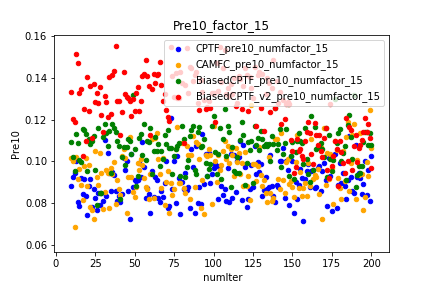 Pre10_factor_15
CPTF_pre10_numfactor_15
CAMFC_pre10_numfactor_15
BiasedCPTF_pre10_numfactor_15
BiasedCPTF_v2_pre10_numfactor_15
0.16
0.14
0.12
0.10
0.08
0.06
Pre10
0
25
50
75
100
125
150
175
200
numIter